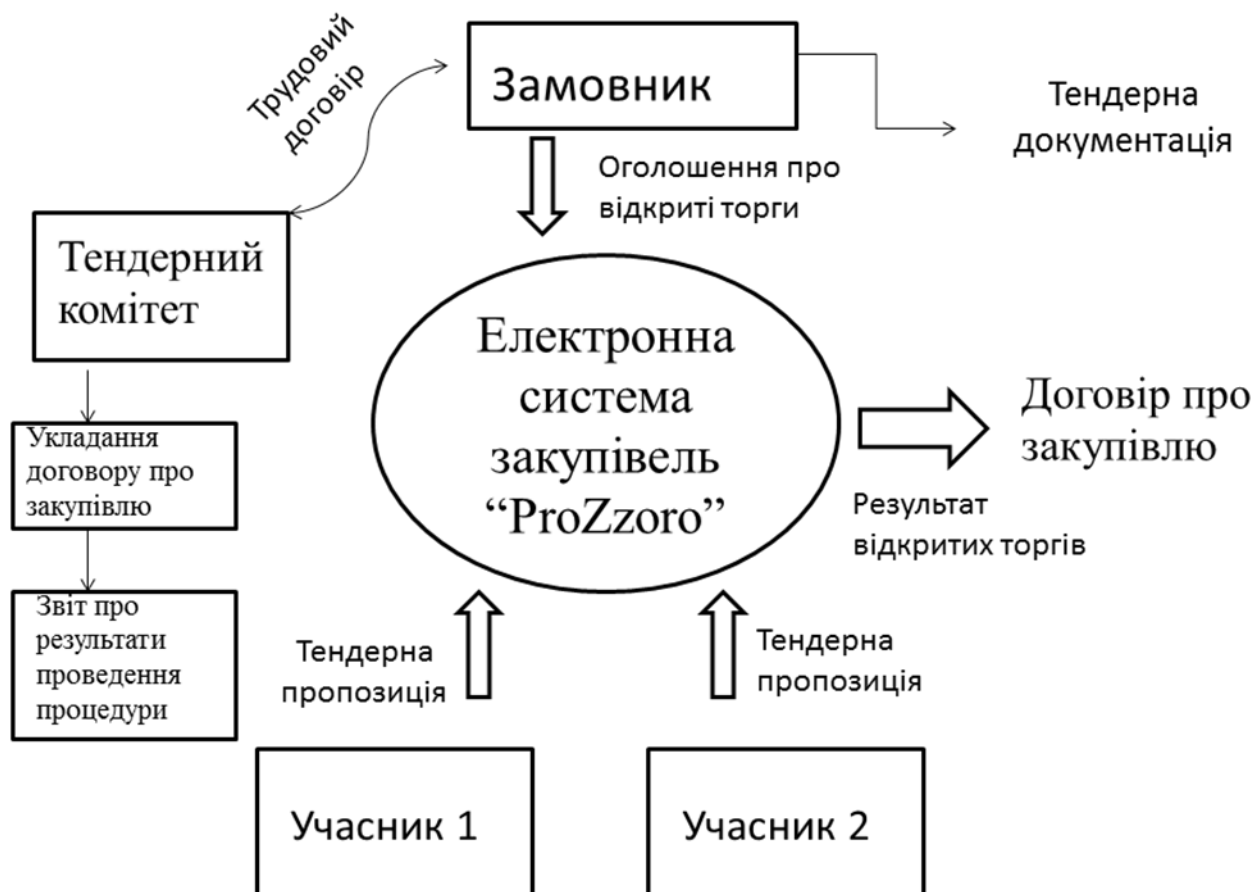 Трудовий
договір
Замовник
Тендерна
документація
Оголошення про
відкриті торги
Тендерний
комітет
Електронна
система
закупівель
“ProZzoro”
Договір про
закупівлю
Укладання
договору про
закупівлю
Результат
відкритих торгів
Звіт про
результати
проведення
процедури
Тендерна
пропозиція
Тендерна
пропозиція
Учасник 1
Учасник 2